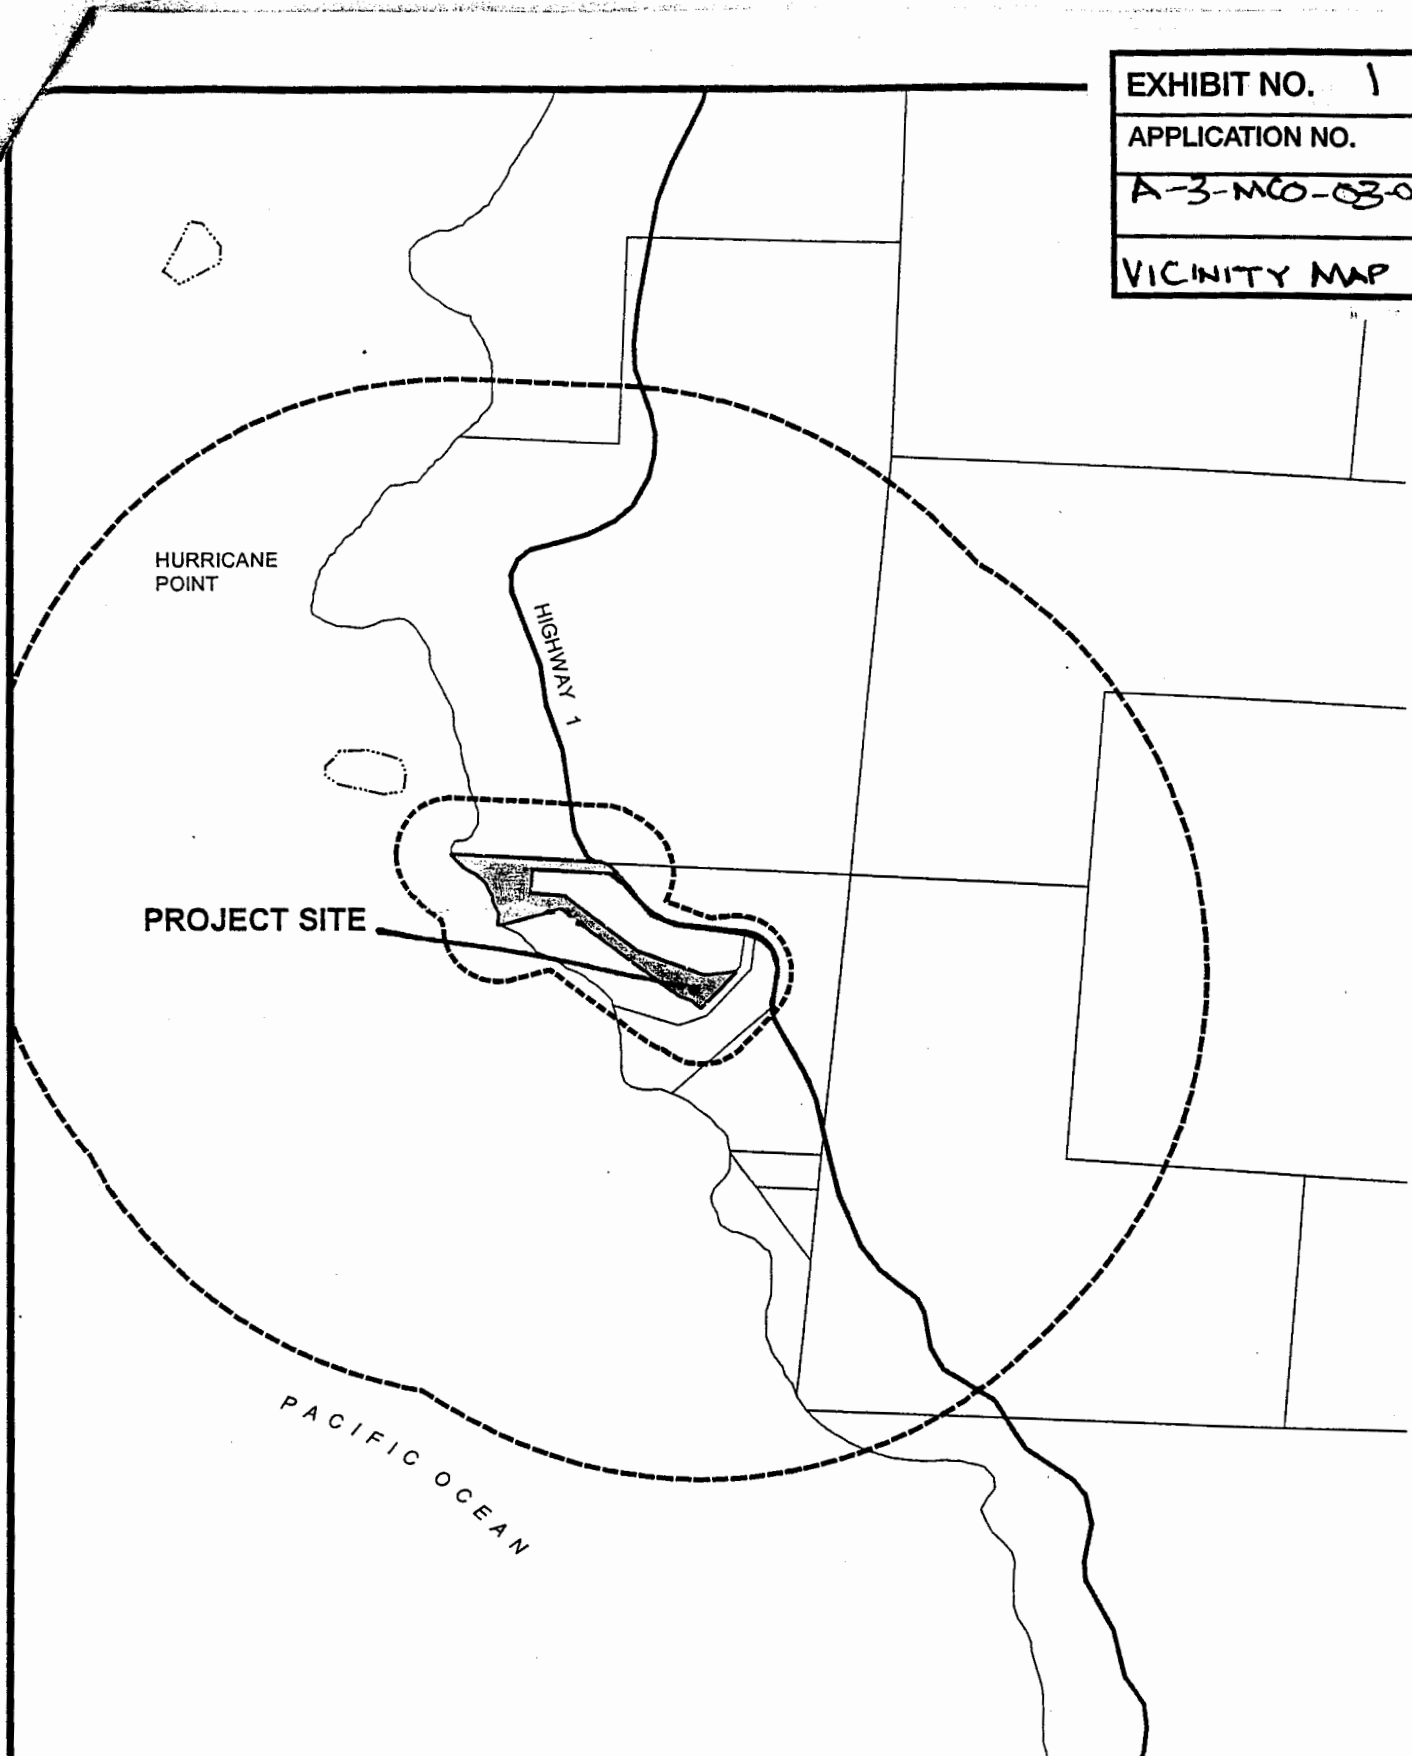 EXHIBIT NO. 1
APPLICATION NO.
A-3-MCO-03-0
VICINITY MAP
HURRICANE
POINT
HIGHWAY 1
PROJECT SITE
PACIFIC OCEAN